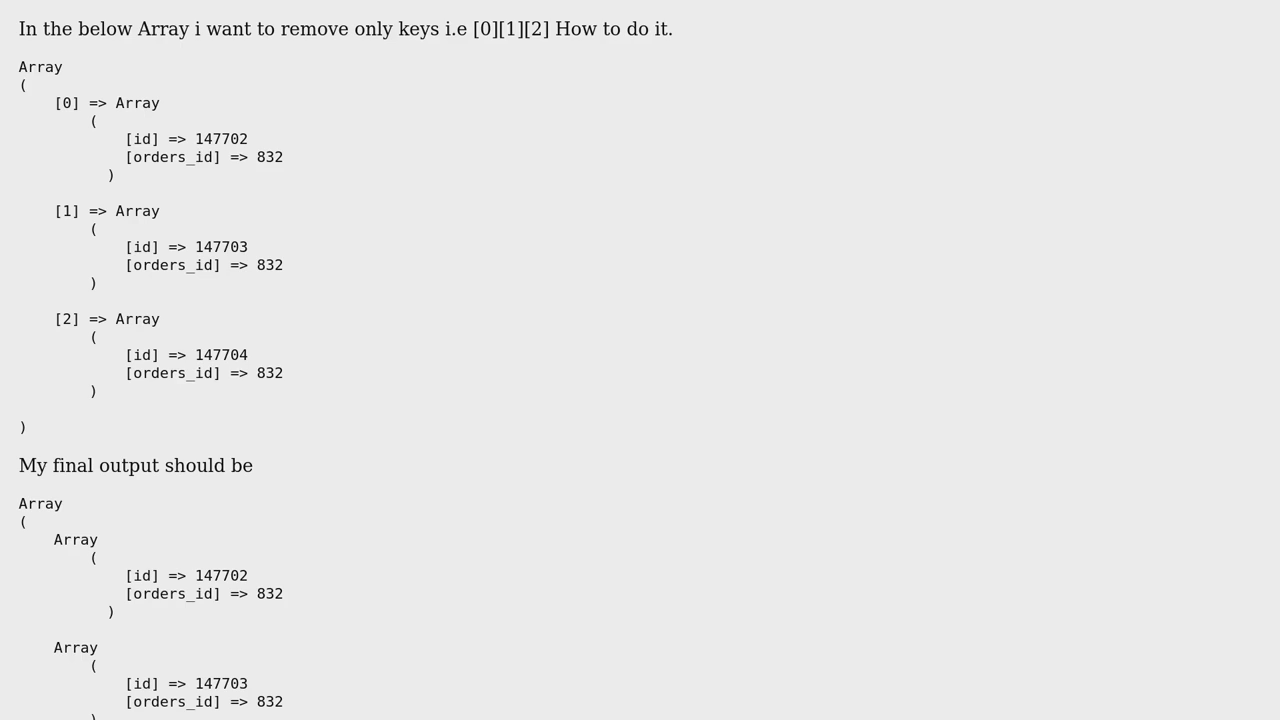 In the below Array i want to remove only keys i.e [0][1][2] How to do it.
Array
(
    [0] => Array
        (
            [id] => 147702
            [orders_id] => 832
          )
    [1] => Array
        (
            [id] => 147703
            [orders_id] => 832
        )
    [2] => Array
        (
            [id] => 147704
            [orders_id] => 832
        )
)
My final output should be
Array
(
    Array
        (
            [id] => 147702
            [orders_id] => 832
          )
    Array
        (
            [id] => 147703
            [orders_id] => 832
        )